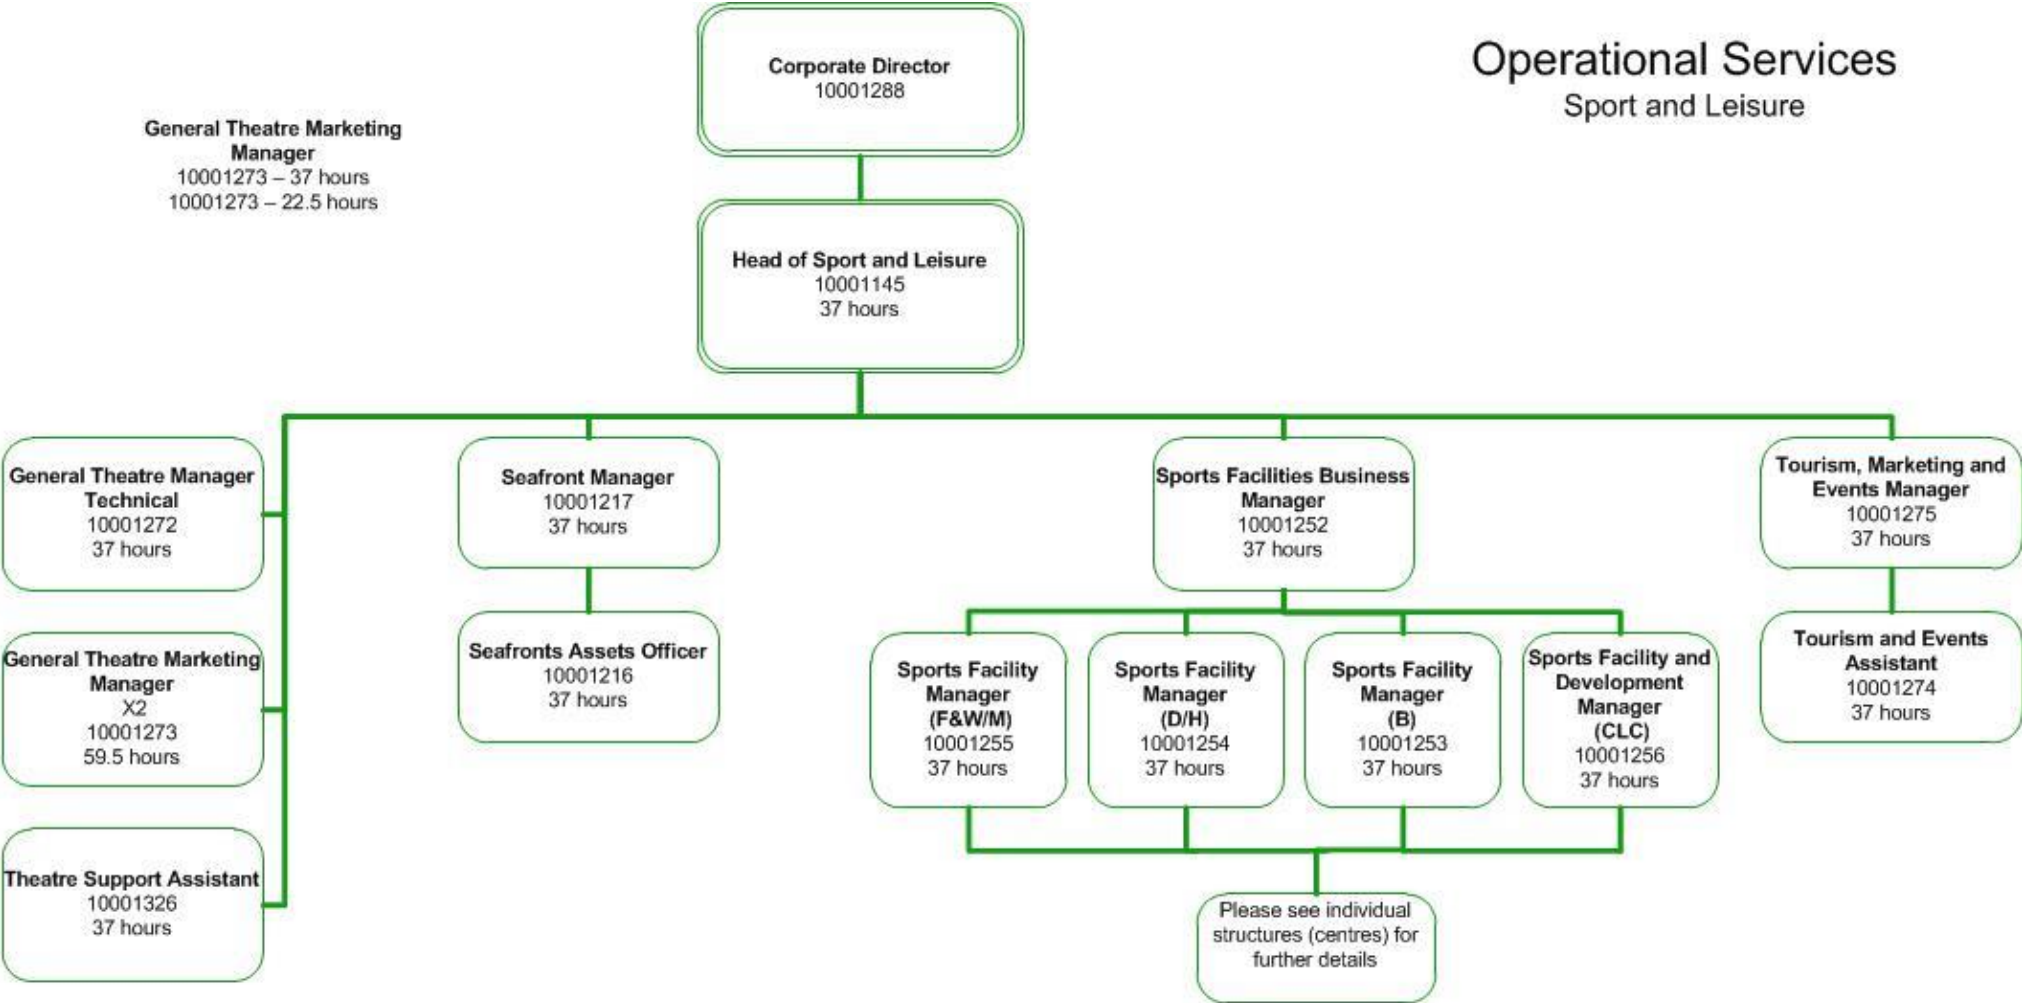 Operational Services
Sport and Leisure
General Theatre Marketing
Manager
10001273 – 37 hours
10001273 – 22.5 hours
Corporate Director
10001288
Head of Sport and Leisure
10001145
37 hours
General Theatre Manager
Technical
10001272
37 hours
General Theatre Marketing
Manager
X2
10001273
59.5 hours
Theatre Support Assistant
10001326
37 hours
Seafront Manager
10001217
37 hours
Seafronts Assets Officer
10001216
37 hours
Sports Facilities Business
Manager
10001252
37 hours
Sports Facility
Manager
(F&W/M)
10001255
37 hours
Sports Facility
Manager
(D/H)
10001254
37 hours
Sports Facility
Manager
(B)
10001253
37 hours
Sports Facility and
Development
Manager
(CLC)
10001256
37 hours
Please see individual
structures (centres) for
further details
Tourism, Marketing and
Events Manager
10001275
37 hours
Tourism and Events
Assistant
10001274
37 hours